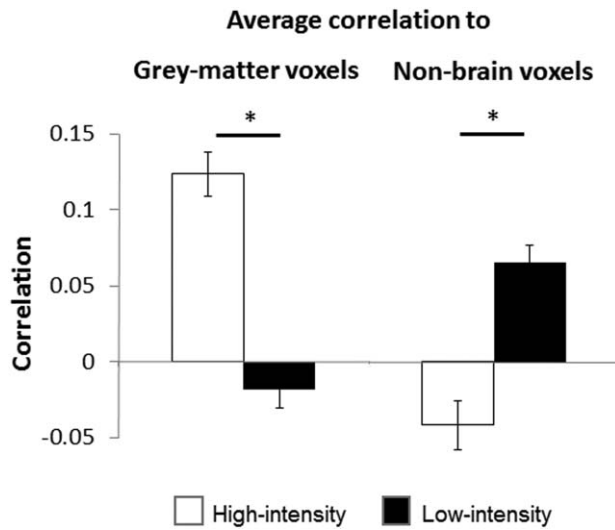 Average correlation to
Grey-matter voxels Non-brain voxels
* *
0.15
0.1
0.05
0
-0.05
Correlation
High-intensity Low-intensity